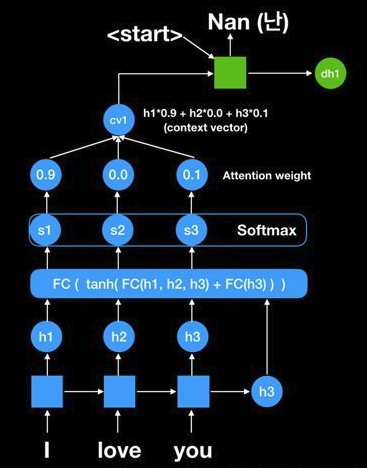 Nan (난)
<start>
dh1
cv1
h1*0.9 + h2*0.0 + h3*0.1
(context vector)
0.9 0.0 0.1 Attention weight
s1 s2 s3 Softmax
FC ( tanh( FC(h1, h2, h3) + FC(h3) ) )
h1 h2 h3
h3
I love you